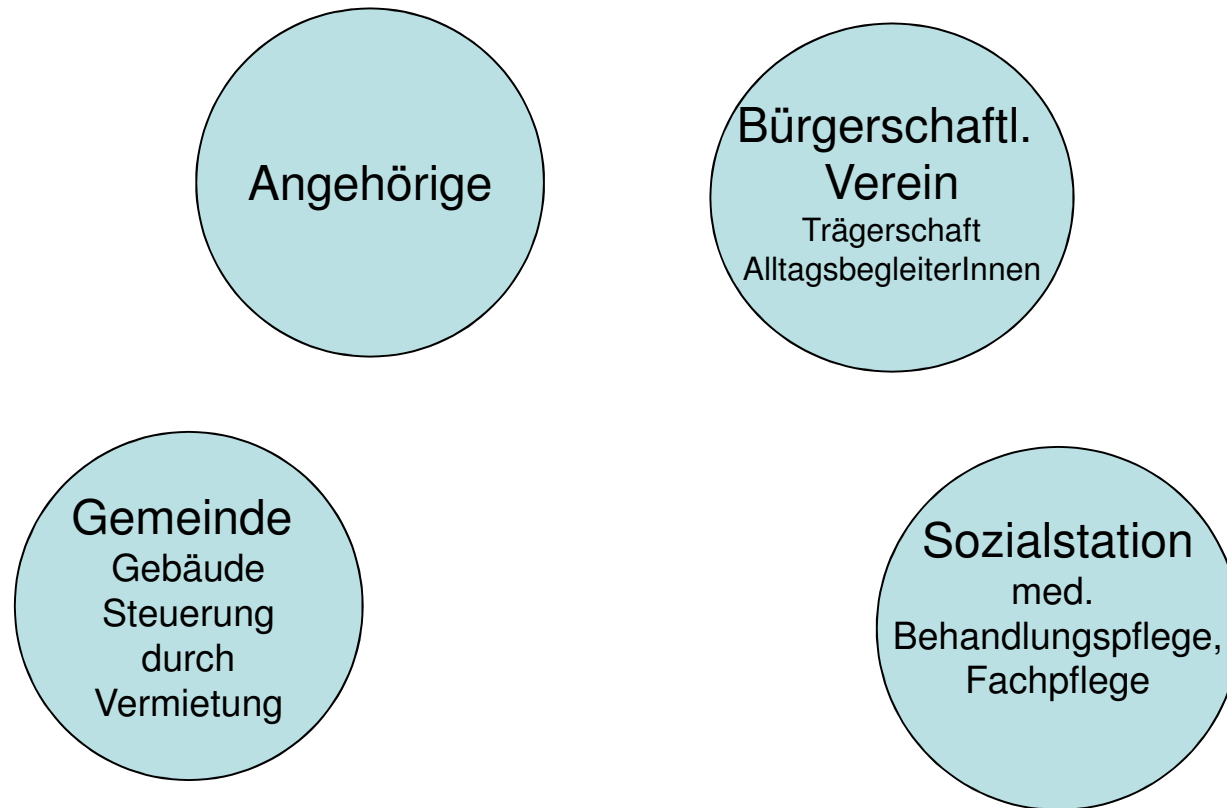 Angehörige
Bürgerschaftl.
Verein
Trägerschaft
AlltagsbegleiterInnen
Gemeinde
Gebäude
Steuerung
durch
Vermietung
Sozialstation
med.
Behandlungspflege,
Fachpflege